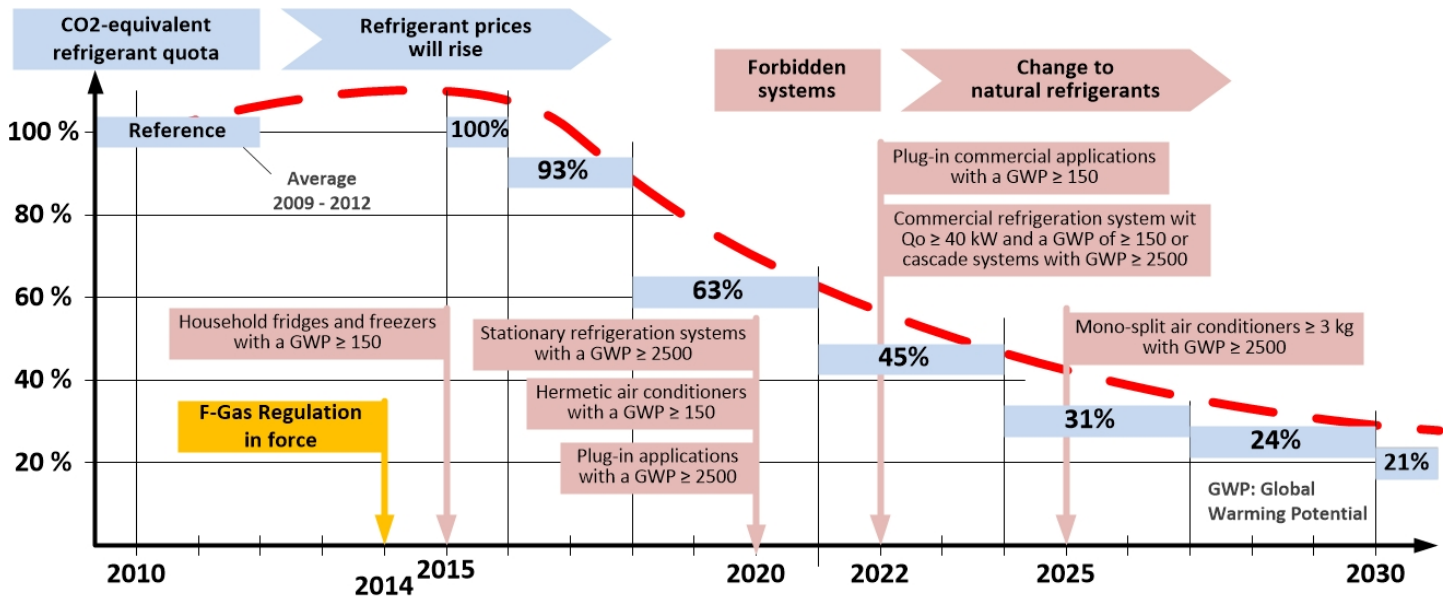 CO2-equivalent
refrigerant quota
Refrigerant prices
will rise
Forbidden
systems
Change to
natural refrigerants
100 %
80 %
60 %
40 %
20 %
Reference
Average
2009 - 2012
100%
93%
63%
45%
31%
24%
21%
Plug-in commercial applications
with a GWP ≥ 150
Commercial refrigeration system wit
Qo ≥ 40 kW and a GWP of ≥ 150 or
cascade systems with GWP ≥ 2500
Household fridges and freezers
with a GWP ≥ 150
Stationary refrigeration systems
with a GWP ≥ 2500
Mono-split air conditioners ≥ 3 kg
with GWP ≥ 2500
Hermetic air conditioners
with a GWP ≥ 150
F-Gas Regulation
in force
Plug-in applications
with a GWP ≥ 2500
GWP: Global
Warming Potential
2010
2014
2015
2020
2022
2025
2030